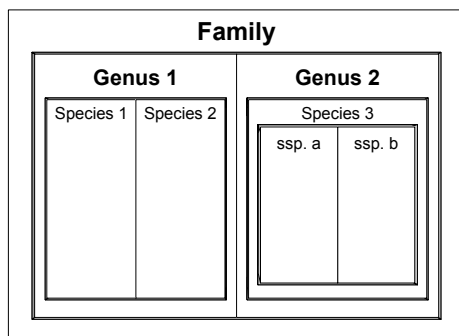 Family
Genus 1 Genus 2
Species 1 Species 2 Species 3
ssp. a ssp. b